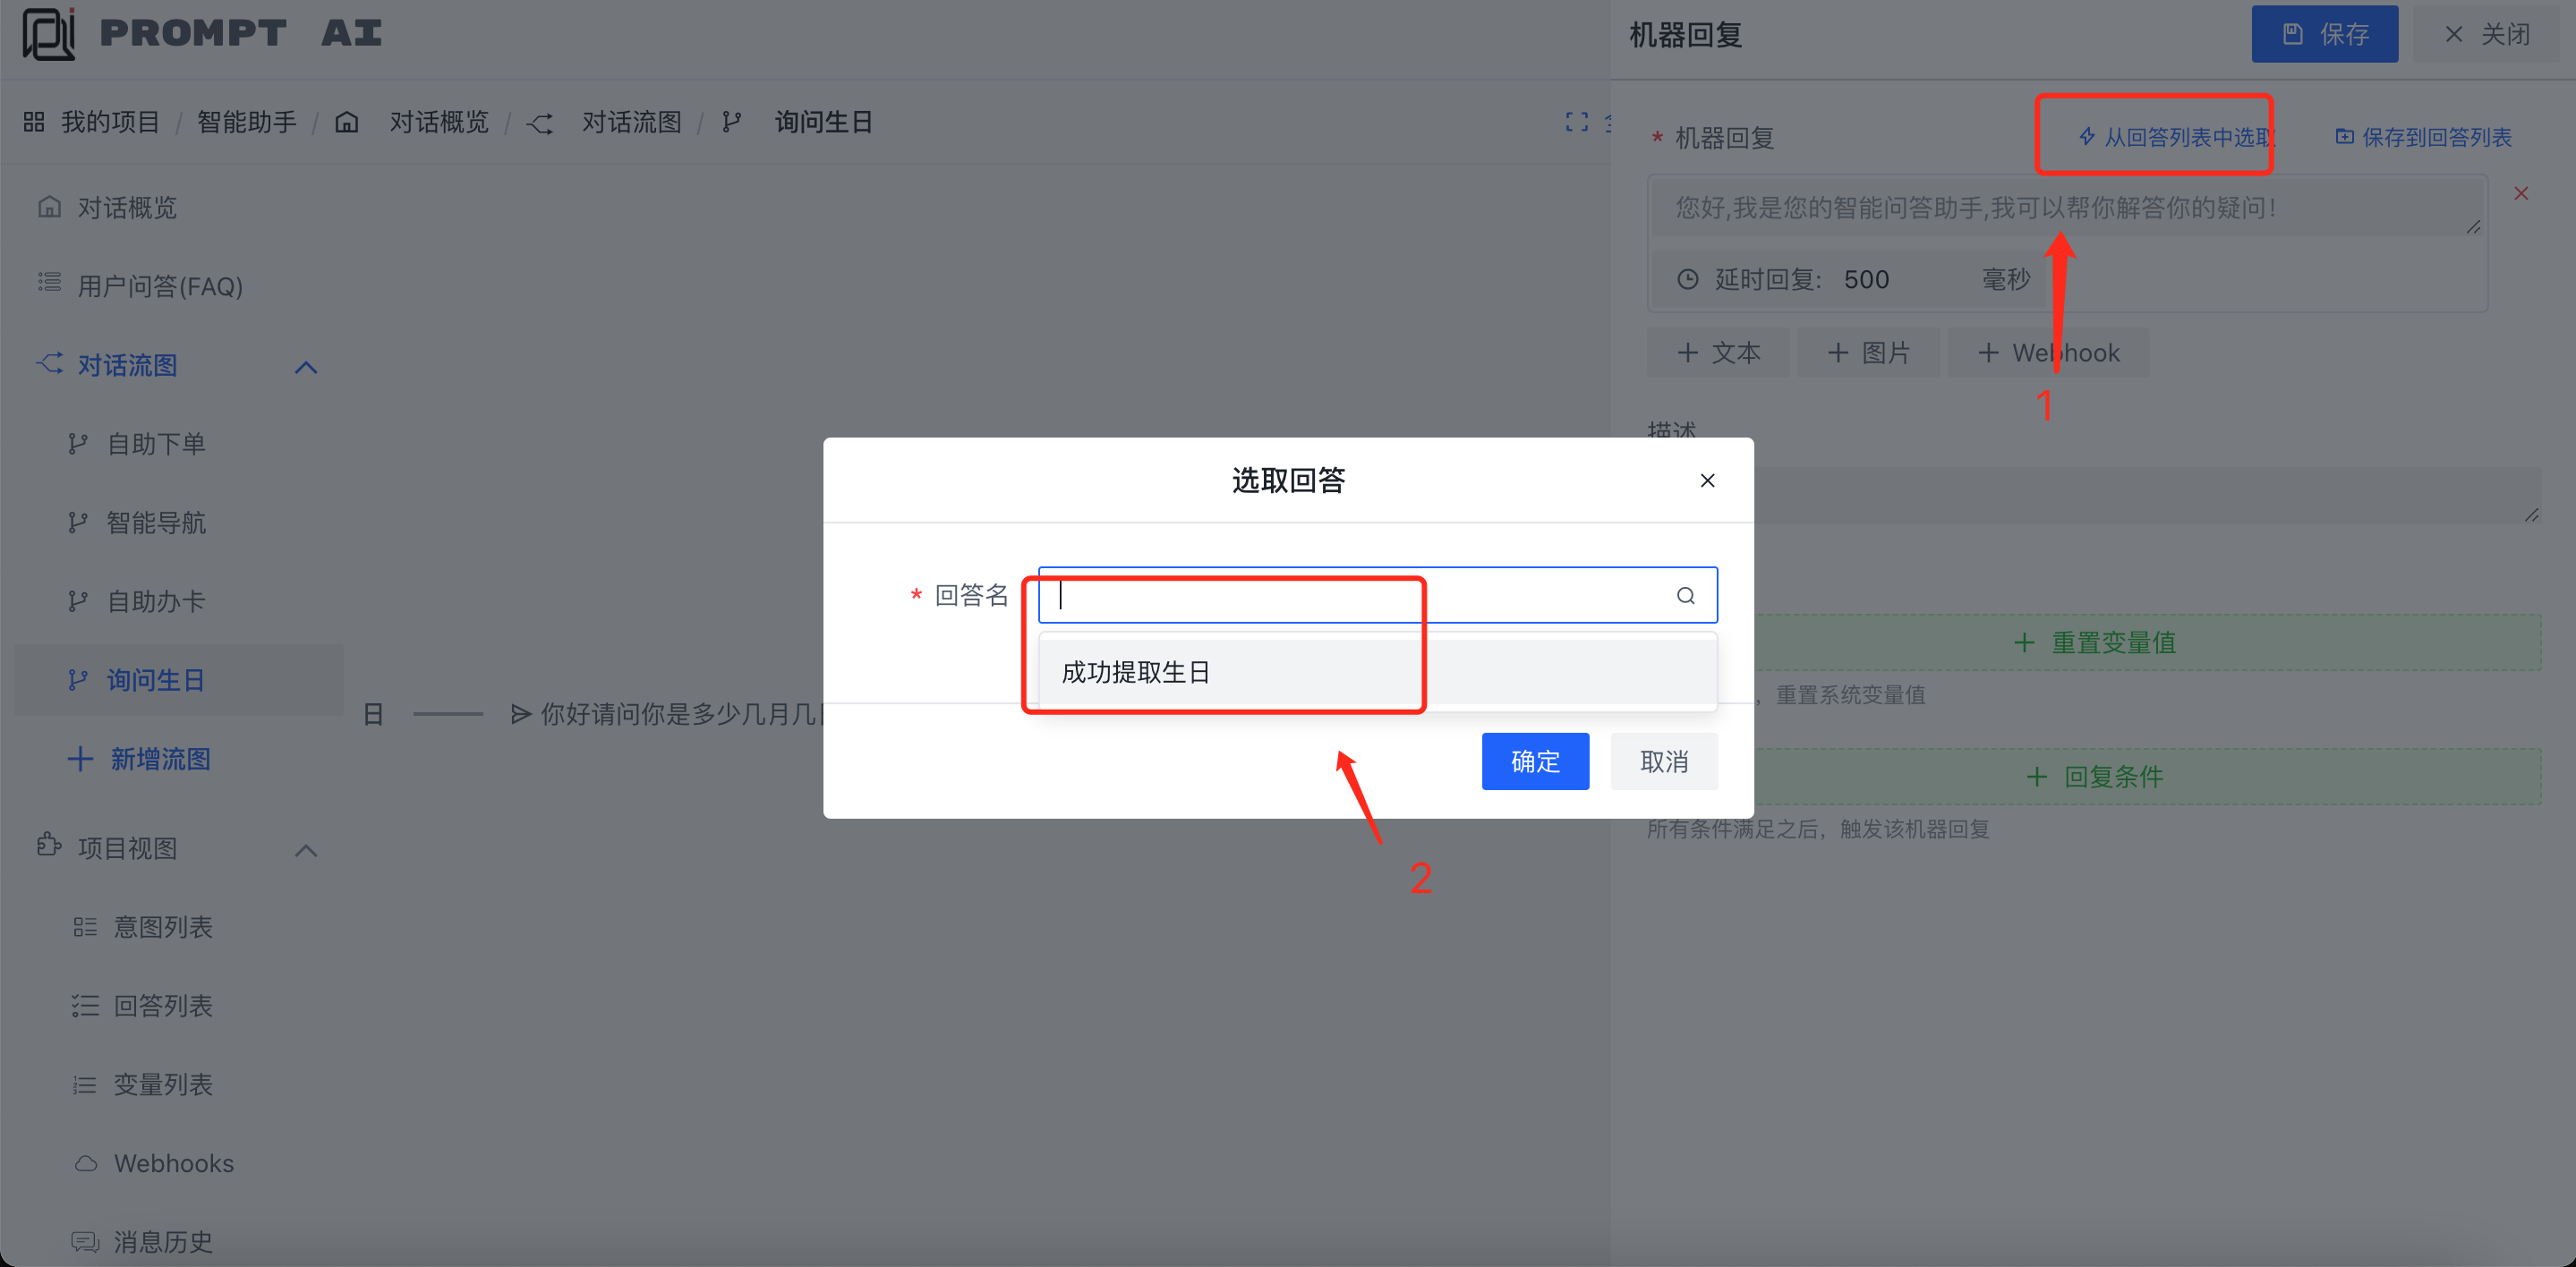 PROMPT AI
我的项目 / 智能助手 / 对话概览 / 对话流图 / 询问生日
对话概览
用户问答(FAQ)
对话流图
自助下单
智能导航
自助办卡
询问生日
新增流图
项目视图
意图列表
回答列表
变量列表
Webhooks
消息历史
日
你好请问你是多少几月几
机器回复
保存
关闭
* 机器回复
从回答列表中选取
保存到回答列表
您好,我是您的智能问答助手,我可以帮你解答你的疑问!
延时回复: 500 毫秒
+ 文本
+ 图片
+ Webhook
1
描述
+ 重置变量值
，重置系统变量值
+ 回复条件
所有条件满足之后，触发该机器回复
选取回答
* 回答名
成功提取生日
确定
取消
2